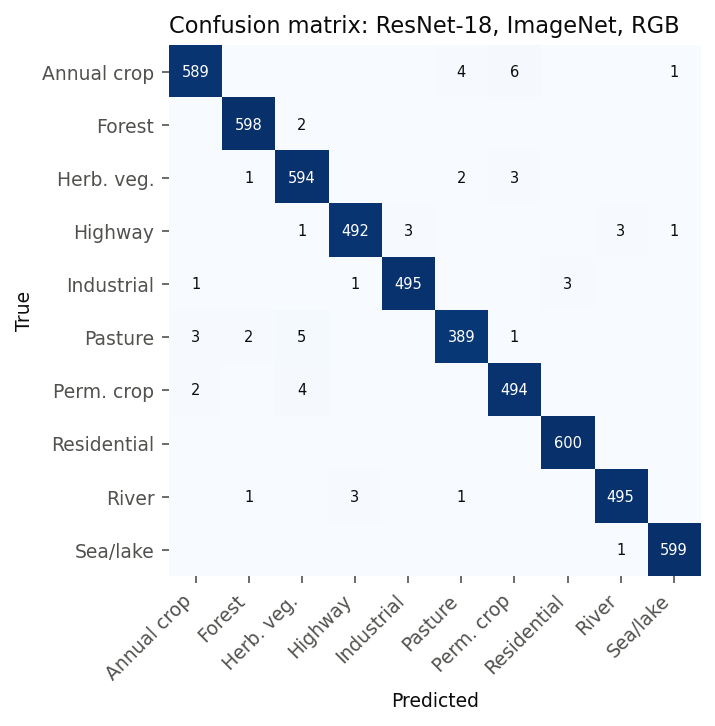 Confusion matrix: ResNet-18, ImageNet, RGB
Annual crop 589 4 6 1
Forest 598 2
Herb. veg. 1 594 2 3
Highway 1 492 3 3 1
Industrial 1 1 495 3
Pasture 3 2 5 389 1
Perm. crop 2 4 494
Residential 600
River 1 3 1 495
Sea/lake 1 599
True
Annual crop
Forest
Herb. veg.
Highway
Industrial
Pasture
Perm. crop
Residential
River
Sea/lake
Predicted